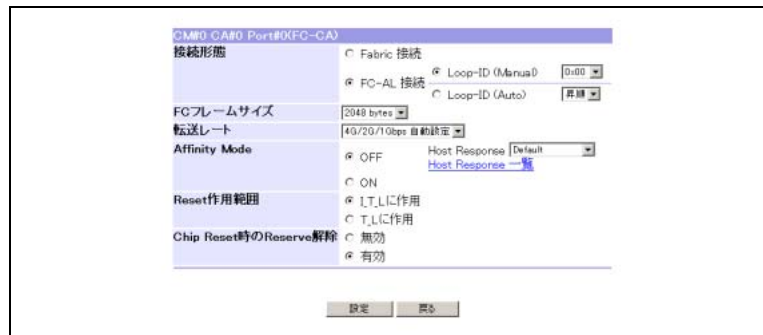 CM#0 CA#0 Port#0(FC-CA)
接続形態
Fabric 接続
FC-AL 接続
Loop-ID (Manual) 0x00
Loop-ID (Auto) 昇順
FCフレームサイズ 2048 bytes
転送レート 4G/2G/1Gbps 自動設定
Affinity Mode
OFF Host Response Default
Host Response 一覧
ON
Reset作用範囲
I_T_Lに作用
T_Lに作用
Chip Reset時のReserve解除
無効
有効
設定 戻る